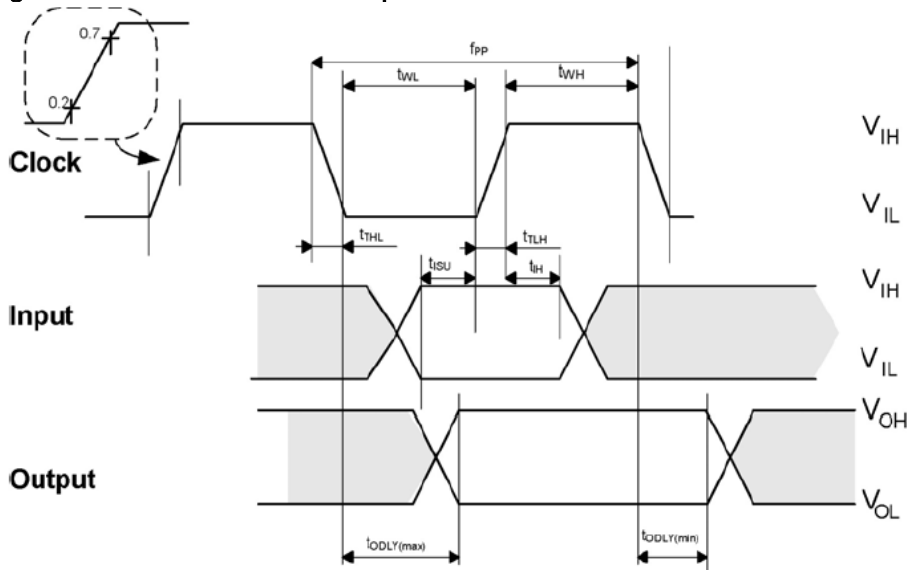 0.7
0.2
fPP
tWL
tWH
Clock
VIH
VIL
tTHL
tTLH
tISU
tIH
Input
VIH
VIL
Output
VOH
VOL
tODLY(max)
tODLY(min)